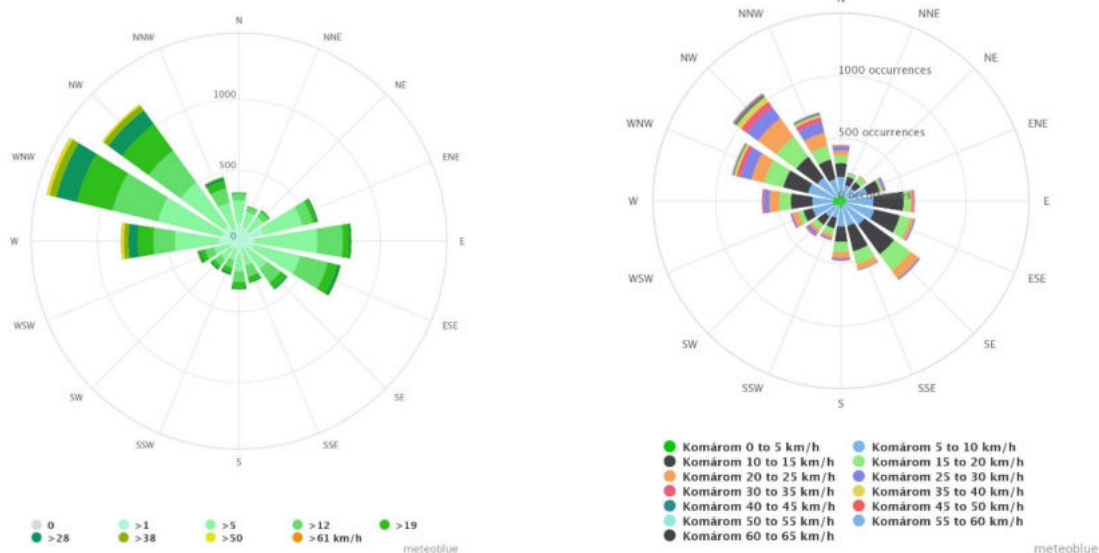 N
NNW
NNE
NW
NE
1000
WNW
500
ENE
0
W
E
WSW
ESE
SW
SE
SSW
SSE
S
0
>1
>5
>12
>19
>28
>38
>50
>61 km/h
meteoblue
N
NNW
NNE
NW
NE
1000 occurrences
WNW
500 occurrences
ENE
W
E
WSW
ESE
SW
SE
SSW
SSE
S
Komárom 0 to 5 km/h
Komárom 5 to 10 km/h
Komárom 10 to 15 km/h
Komárom 15 to 20 km/h
Komárom 20 to 25 km/h
Komárom 25 to 30 km/h
Komárom 30 to 35 km/h
Komárom 35 to 40 km/h
Komárom 40 to 45 km/h
Komárom 45 to 50 km/h
Komárom 50 to 55 km/h
Komárom 55 to 60 km/h
Komárom 60 to 65 km/h
meteoblue